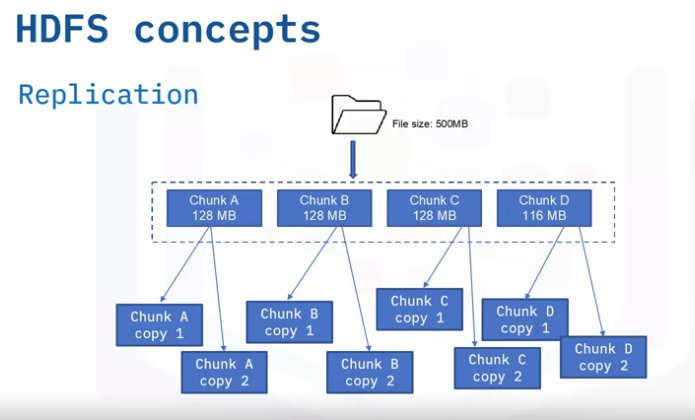 HDFS concepts
Replication
File size: 500MB
Chunk A
128 MB
Chunk B
128 MB
Chunk C
128 MB
Chunk D
116 MB
Chunk A
copy 1
Chunk A
copy 2
Chunk B
copy 1
Chunk B
copy 2
Chunk C
copy 1
Chunk C
copy 2
Chunk D
copy 1
Chunk D
copy 2